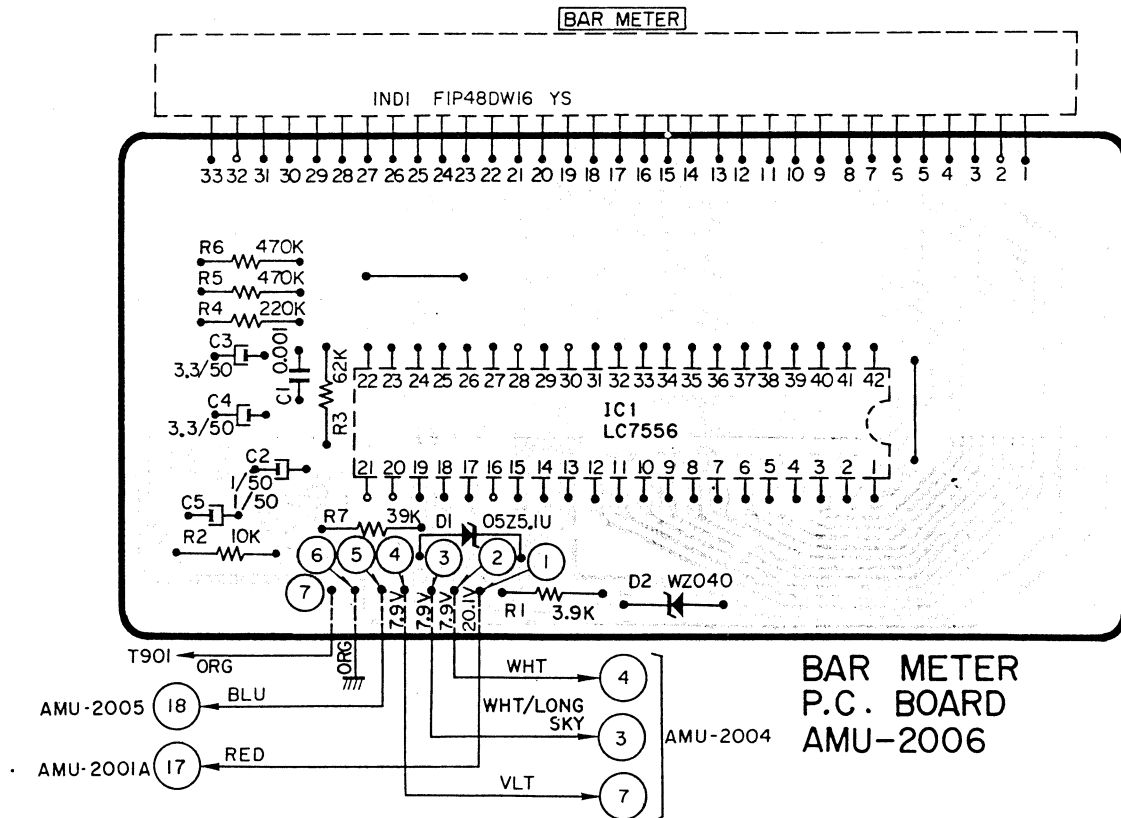 BAR METER
INDI FIP48DW16 YS
33 32 31 30 29 28 27 26 25 24 23 22 21 20 19 18 17 16 15 14 13 12 11 10 9 8 7 6 5 4 3 2 1
R6 470K
R5 470K
R4 220K
C3
3.3/50
0.001
C1
62K
R3
C4
3.3/50
22 23 24 25 26 27 28 29 30 31 32 33 34 35 36 37 38 39 40 41 42
IC1
LC7556
21 20 19 18 17 16 15 14 13 12 11 10 9 8 7 6 5 4 3 2 1
C2
1/50
C5
1/50
R2 10K
R7 39K
D1 05Z5.1U
6 5 4 3 2 1
7
7.9V
7.9V
7.9V
20.1V
R1 3.9K
D2 WZ040
T901 ORG
ORG
WHT
4
AMU-2005 18 BLU
WHT/LONG
SKY
3
AMU-2004
AMU-2001A 17 RED
VLT
7
BAR METER
P.C. BOARD
AMU-2006